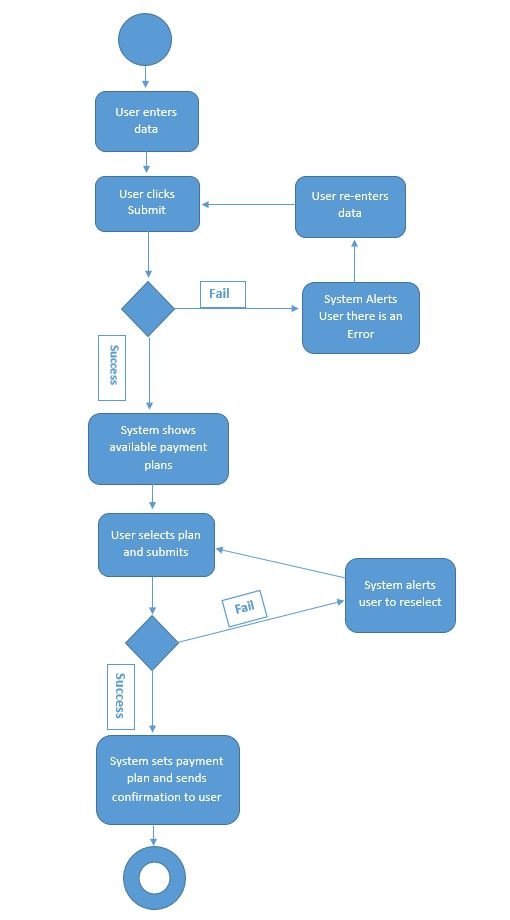 User enters
data
User clicks
Submit
User re-enters
data
Fail
System Alerts
User there is an
Error
Success
System shows
available payment
plans
User selects plan
and submits
System alerts
user to reselect
Fail
Success
System sets payment
plan and sends
confirmation to user